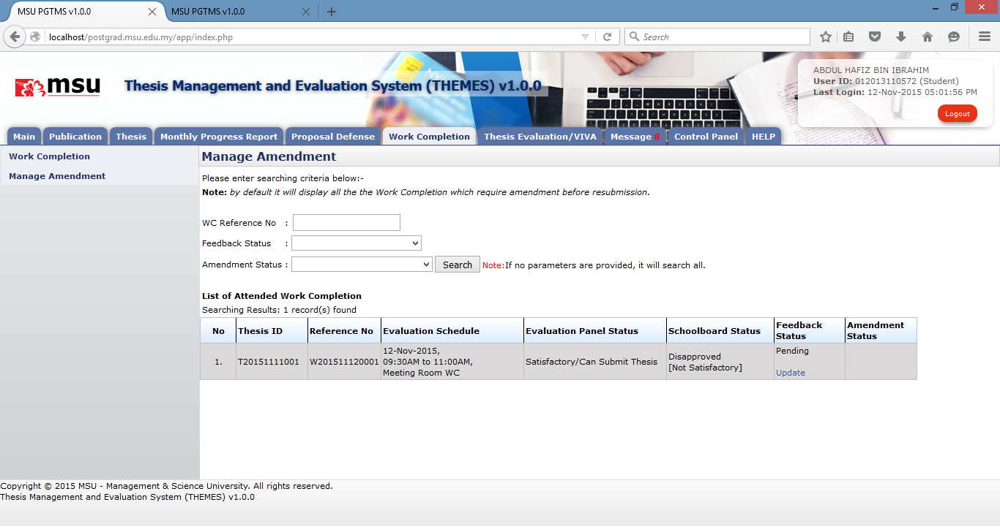 MSU PGTMS v1.0.0
MSU PGTMS v1.0.0
localhost/postgrad.msu.edu.my/app/index.php
Search
msu
Thesis Management and Evaluation System (THEMES) v1.0.0
ABDUL HAFIZ BIN IBRAHIM
User ID: 012013110572 (Student)
Last Login: 12-Nov-2015 05:01:56 PM
Logout
Main Publication Thesis Monthly Progress Report Proposal Defense Work Completion Thesis Evaluation/VIVA Message 8 Control Panel HELP
Work Completion
Manage Amendment
Manage Amendment
Please enter searching criteria below:-
Note: by default it will display all the the Work Completion which require amendment before resubmission.
WC Reference No :
Feedback Status :
Amendment Status : Search Note:If no parameters are provided, it will search all.
List of Attended Work Completion
Searching Results: 1 record(s) found
No Thesis ID Reference No Evaluation Schedule Evaluation Panel Status Schoolboard Status Feedback Status Amendment Status
1. T20151111001 W201511120001 12-Nov-2015,
09:30AM to 11:00AM,
Meeting Room WC
Satisfactory/Can Submit Thesis
Disapproved
[Not Satisfactory]
Pending
Update
Copyright © 2015 MSU - Management & Science University. All rights reserved.
Thesis Management and Evaluation System (THEMES) v1.0.0